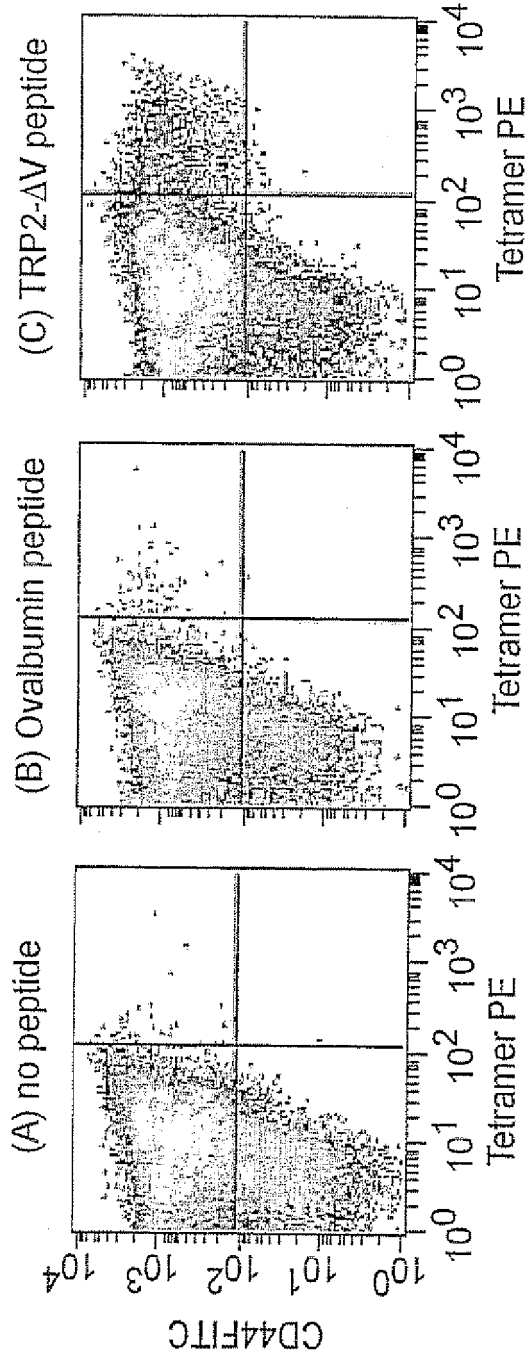 (A) no peptide
(B) Ovalbumin peptide
(C) TRP2-ΔV peptide
CD44FITC
10⁴
10³
10²
10¹
10⁰
10⁰ 10¹ 10² 10³ 10⁴
Tetramer PE
10⁰ 10¹ 10² 10³ 10⁴
Tetramer PE
10⁰ 10¹ 10² 10³ 10⁴
Tetramer PE